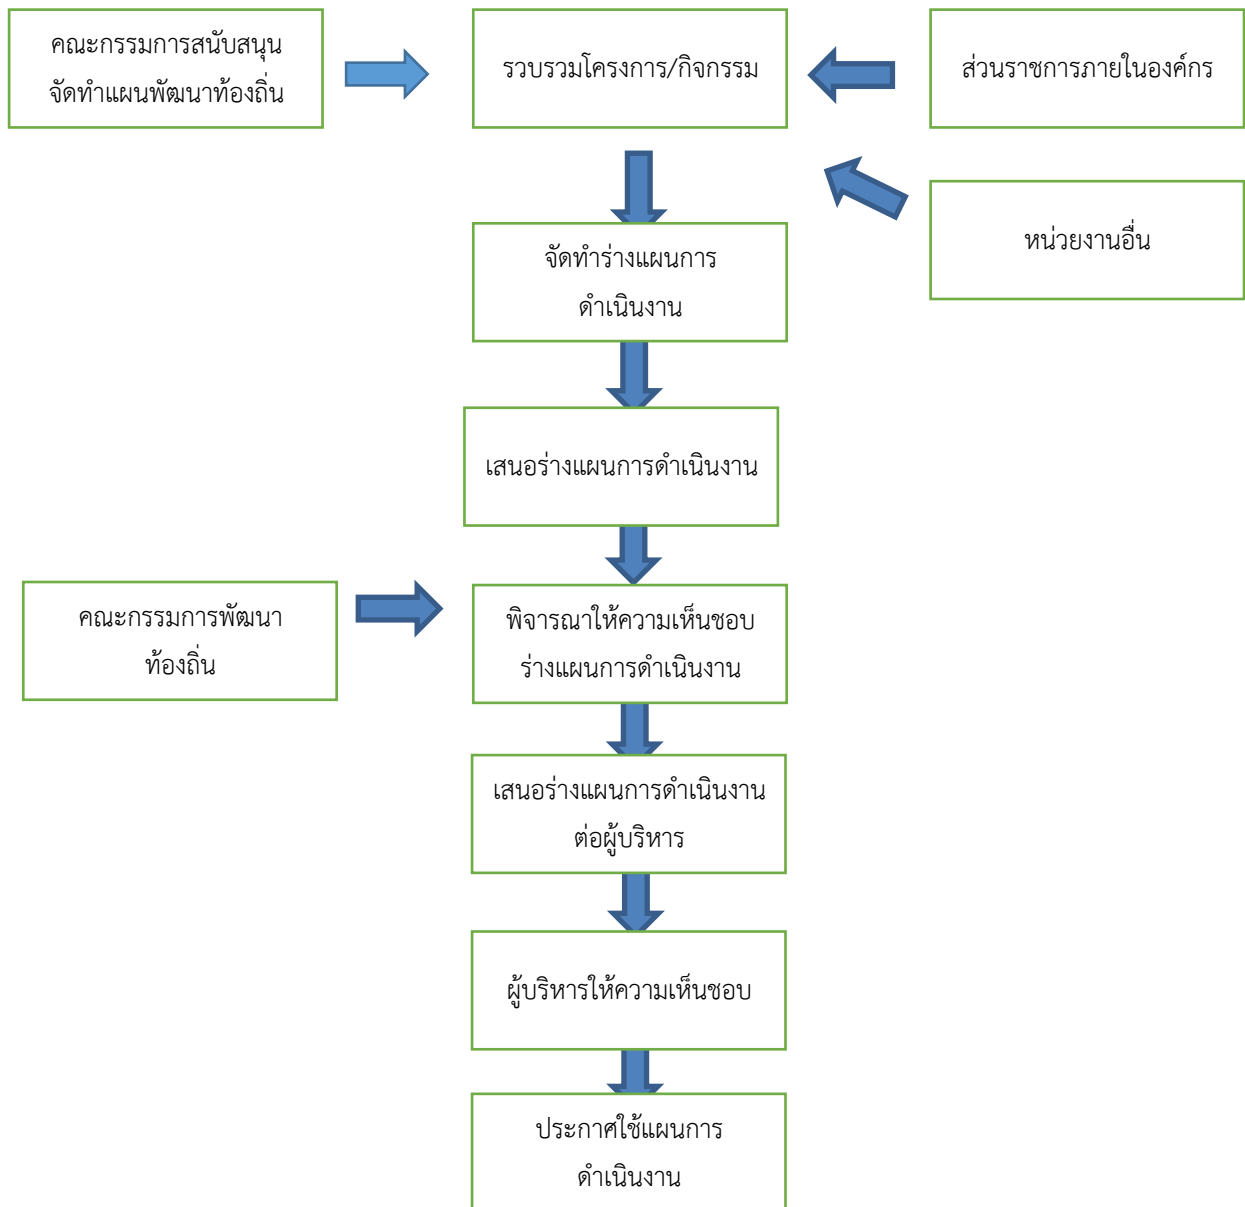 คณะกรรมการสนับสนุน
จัดทำแผนพัฒนาท้องถิ่น
รวบรวมโครงการ/กิจกรรม
ส่วนราชการภายในองค์กร
หน่วยงานอื่น
จัดทำร่างแผนการ
ดำเนินงาน
เสนอร่างแผนการดำเนินงาน
คณะกรรมการพัฒนา
ท้องถิ่น
พิจารณาให้ความเห็นชอบ
ร่างแผนการดำเนินงาน
เสนอร่างแผนการดำเนินงาน
ต่อผู้บริหาร
ผู้บริหารให้ความเห็นชอบ
ประกาศใช้แผนการ
ดำเนินงาน